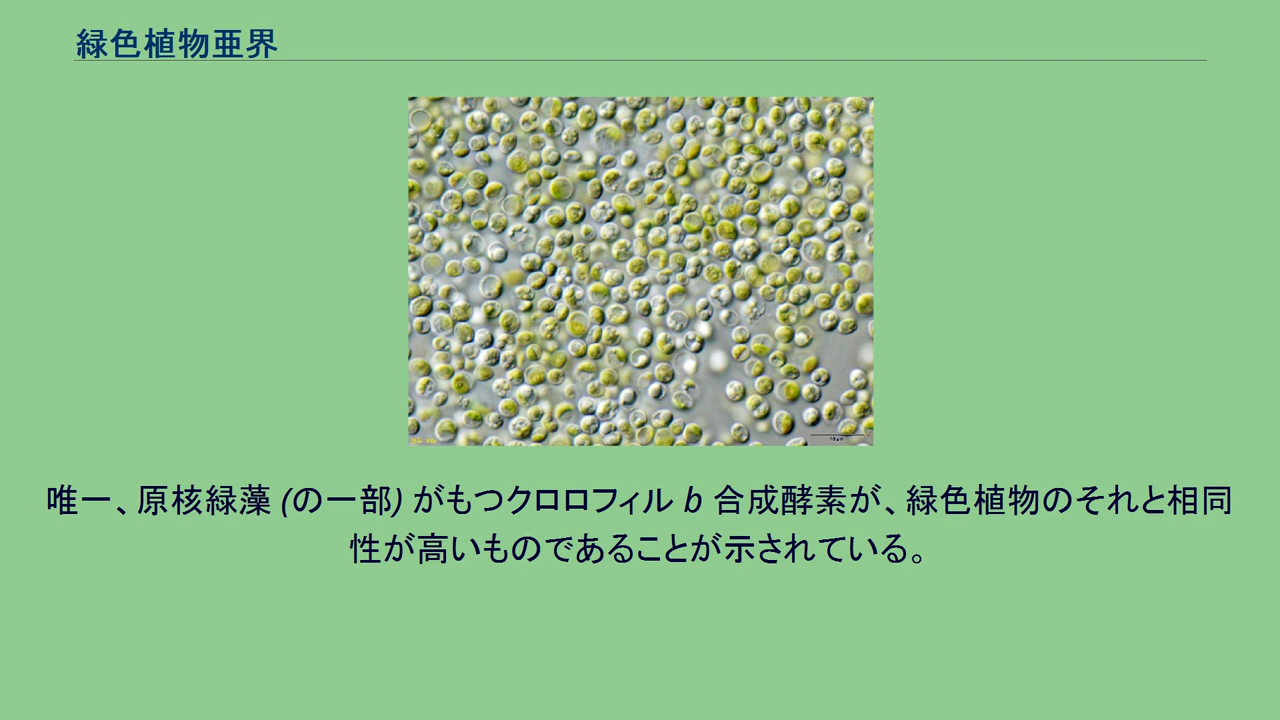 緑色植物亜界
唯一、原核緑藻 (の一部) がもつクロロフィル b 合成酵素が、緑色植物のそれと相同
性が高いものであることが示されている。